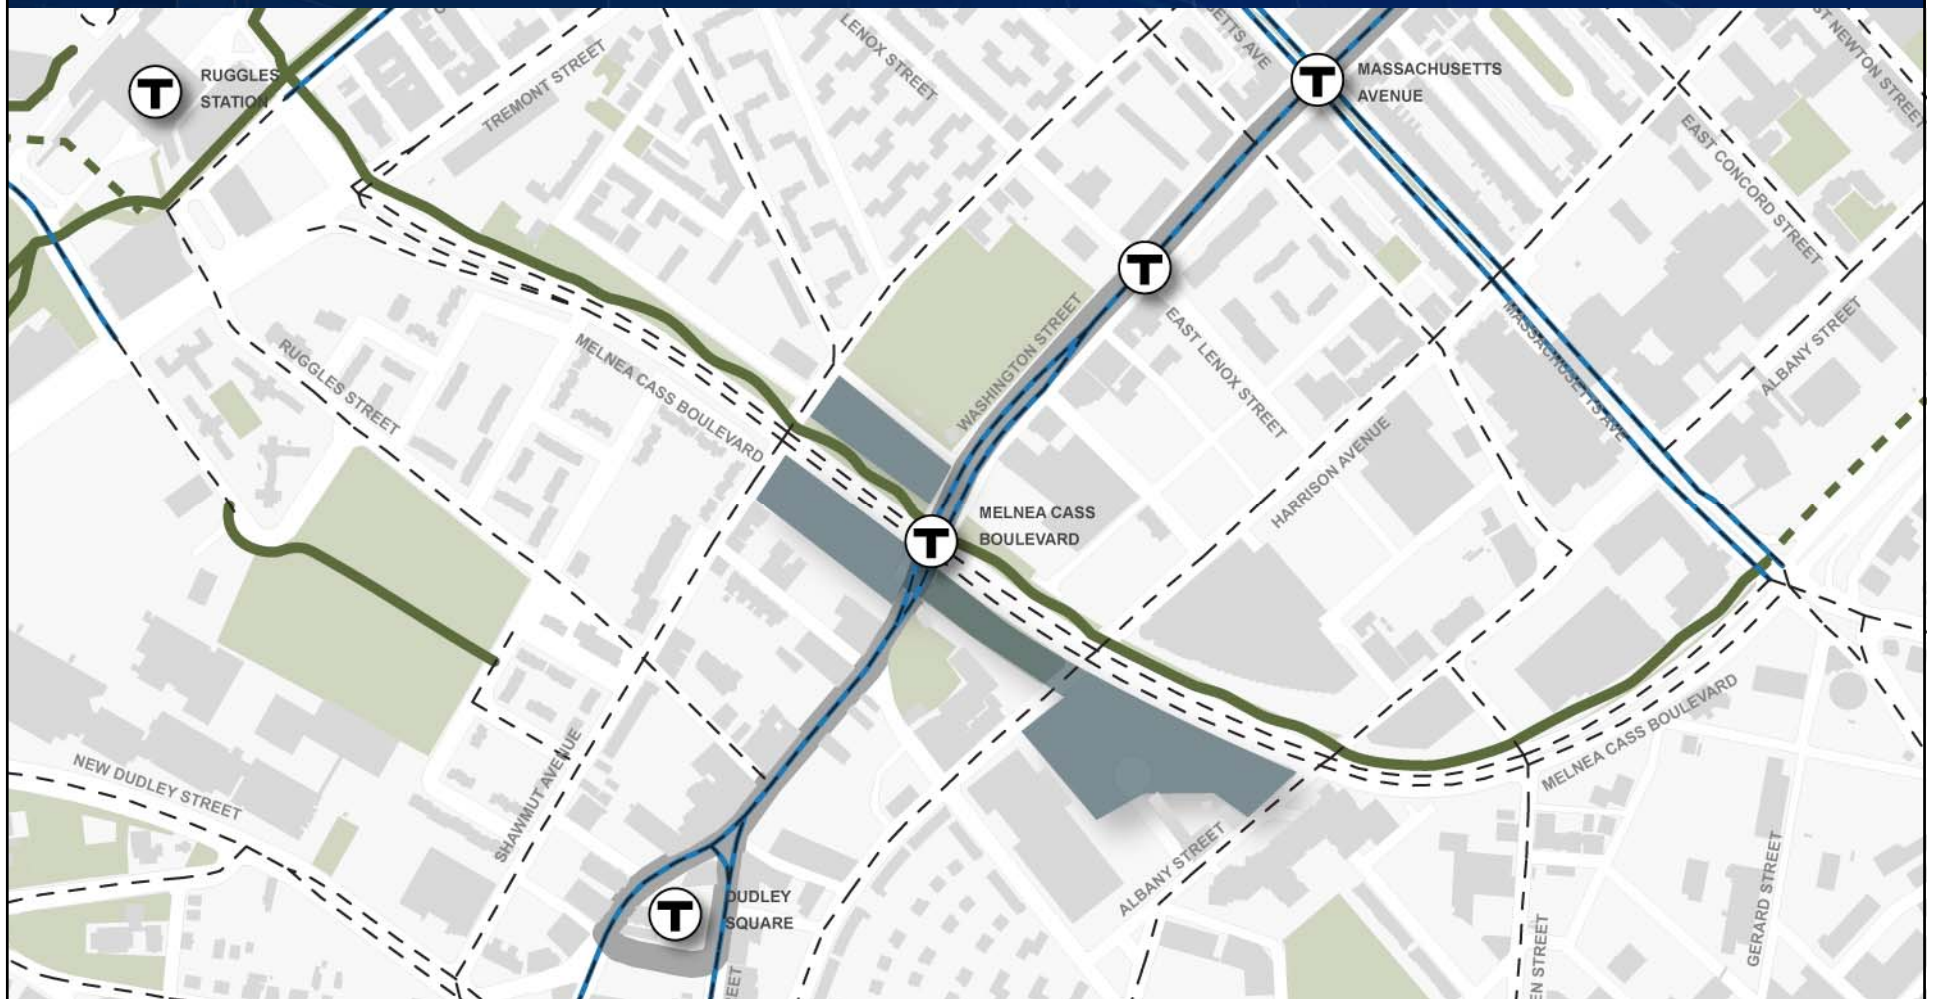 T
RUGGLES
STATION
TREMONT STREET
LENOX STREET
T
MASSACHUSETTS
AVENUE
EAST CONCORD STREET
NEWTON STREET
T
WASHINGTON STREET
EAST LENOX STREET
MASSACHUSETTS AVE
ALBANY STREET
RUGGLES STREET
MELNEA CASS BOULEVARD
HARRISON AVENUE
T
MELNEA CASS
BOULEVARD
NEW DUDLEY STREET
SHAWMUT AVENUE
MELNEA CASS BOULEVARD
ALBANY STREET
GERARD STREET
T
DUDLEY
SQUARE
STREET